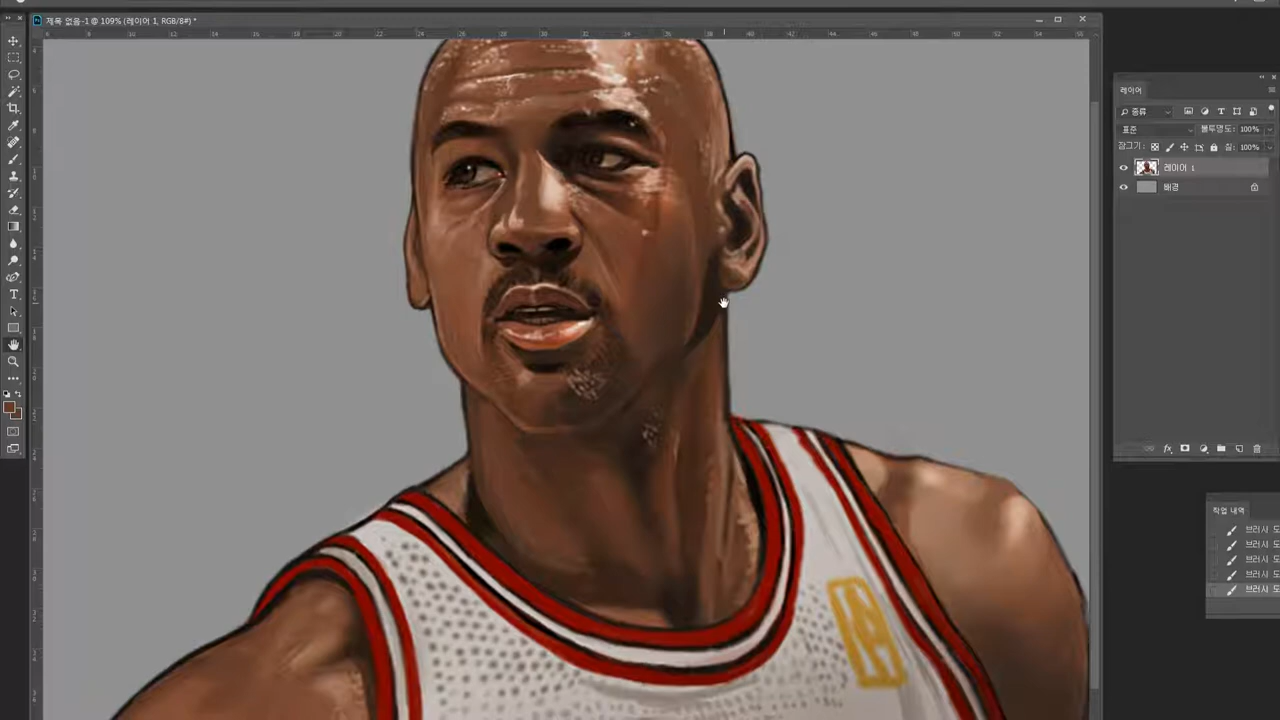 제목 없음-1 @ 109% (레이어 1, RGB/8#) *
레이어
종류
표준 불투명도: 100%
잠그기: 칠: 100%
레이어 1
배경
작업 내역
브러시 도
브러시 도
브러시 도
브러시 도
브러시 도